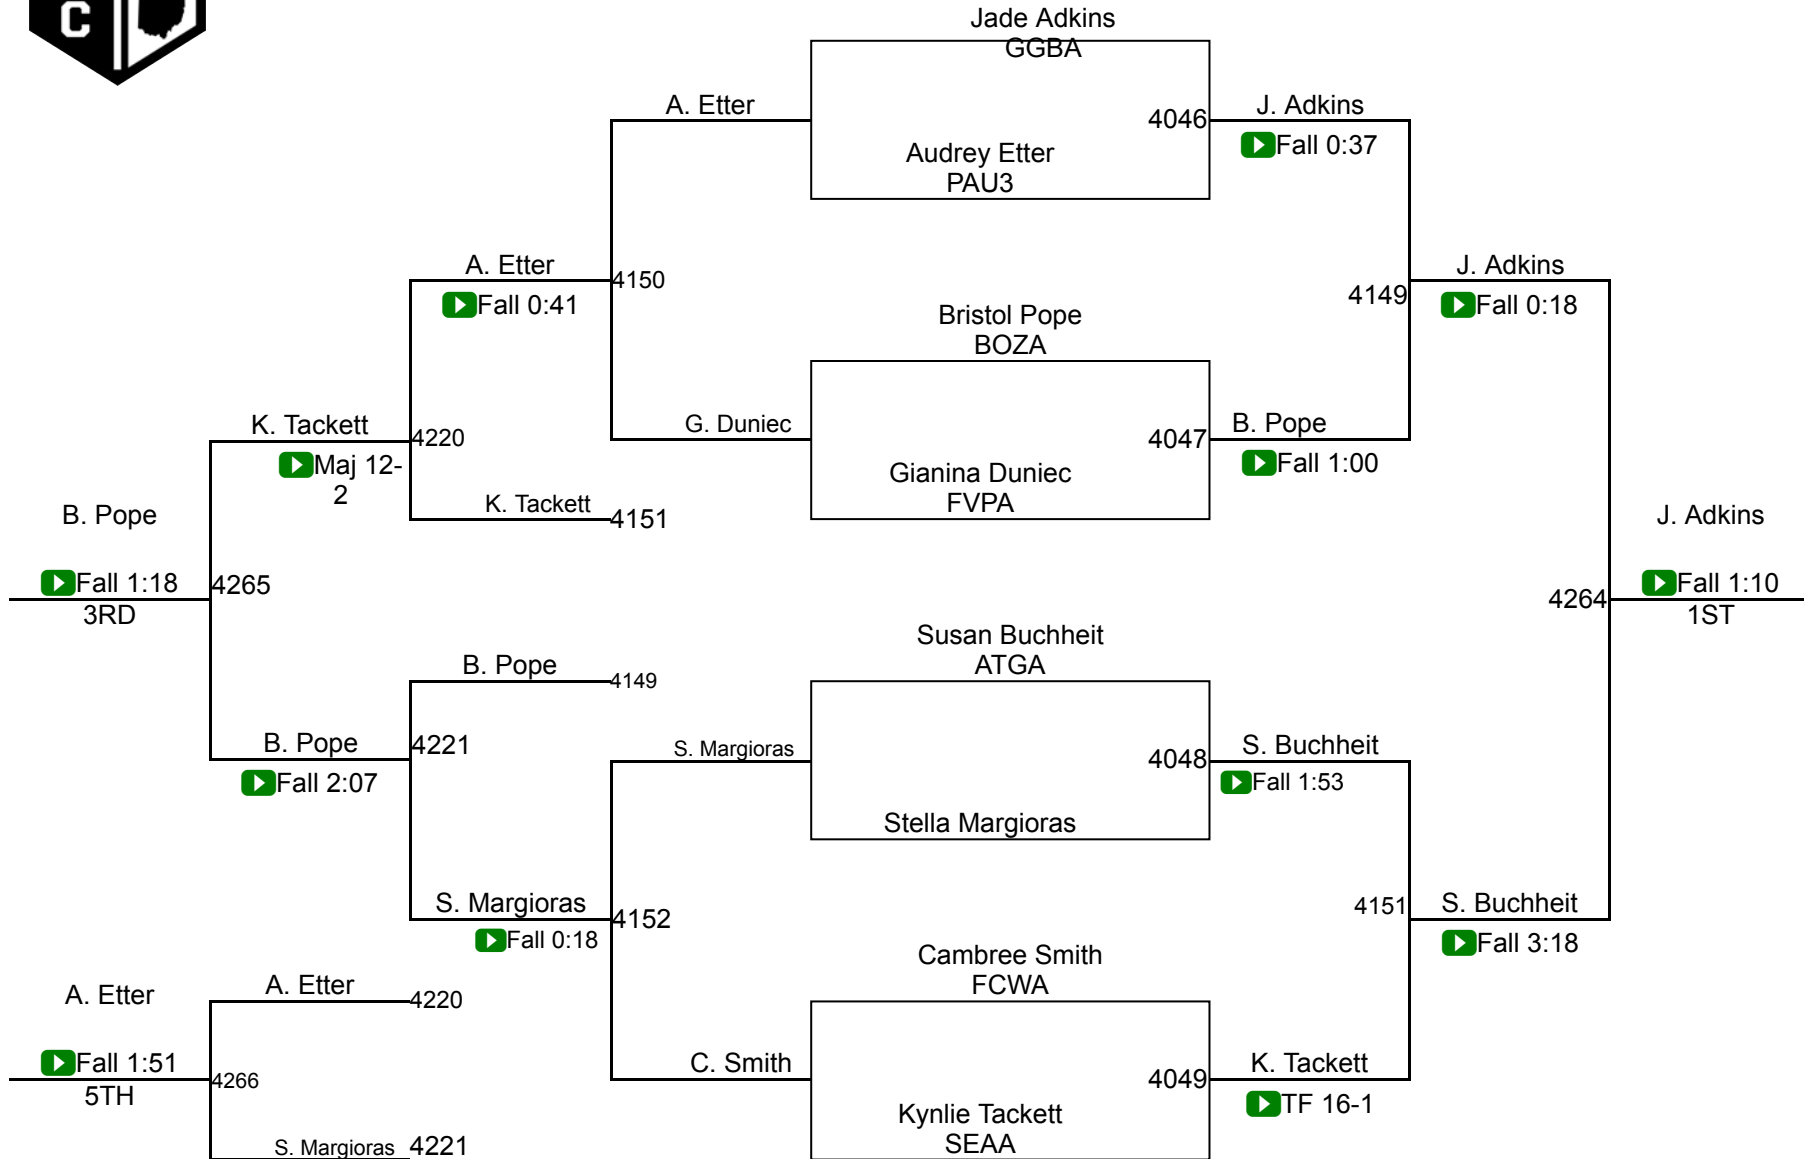 C
Jade Adkins
GGBA
A. Etter
4046
J. Adkins
Fall 0:37
Audrey Etter
PAU3
A. Etter
4150
Fall 0:41
4149
J. Adkins
Fall 0:18
Bristol Pope
BOZA
K. Tackett
4220
Maj 12-
2
G. Duniec
4047
B. Pope
Fall 1:00
Gianina Duniec
FVPA
K. Tackett
4151
B. Pope
Fall 1:18
3RD
4265
J. Adkins
4264
Fall 1:10
1ST
Susan Buchheit
ATGA
B. Pope
4149
B. Pope
4221
Fall 2:07
S. Margioras
4048
S. Buchheit
Fall 1:53
Stella Margioras
S. Margioras
4152
Fall 0:18
4151
S. Buchheit
Fall 3:18
Cambree Smith
FCWA
A. Etter
A. Etter
4220
Fall 1:51
5TH
4266
C. Smith
4049
K. Tackett
TF 16-1
Kynlie Tackett
SEAA
S. Margioras
4221